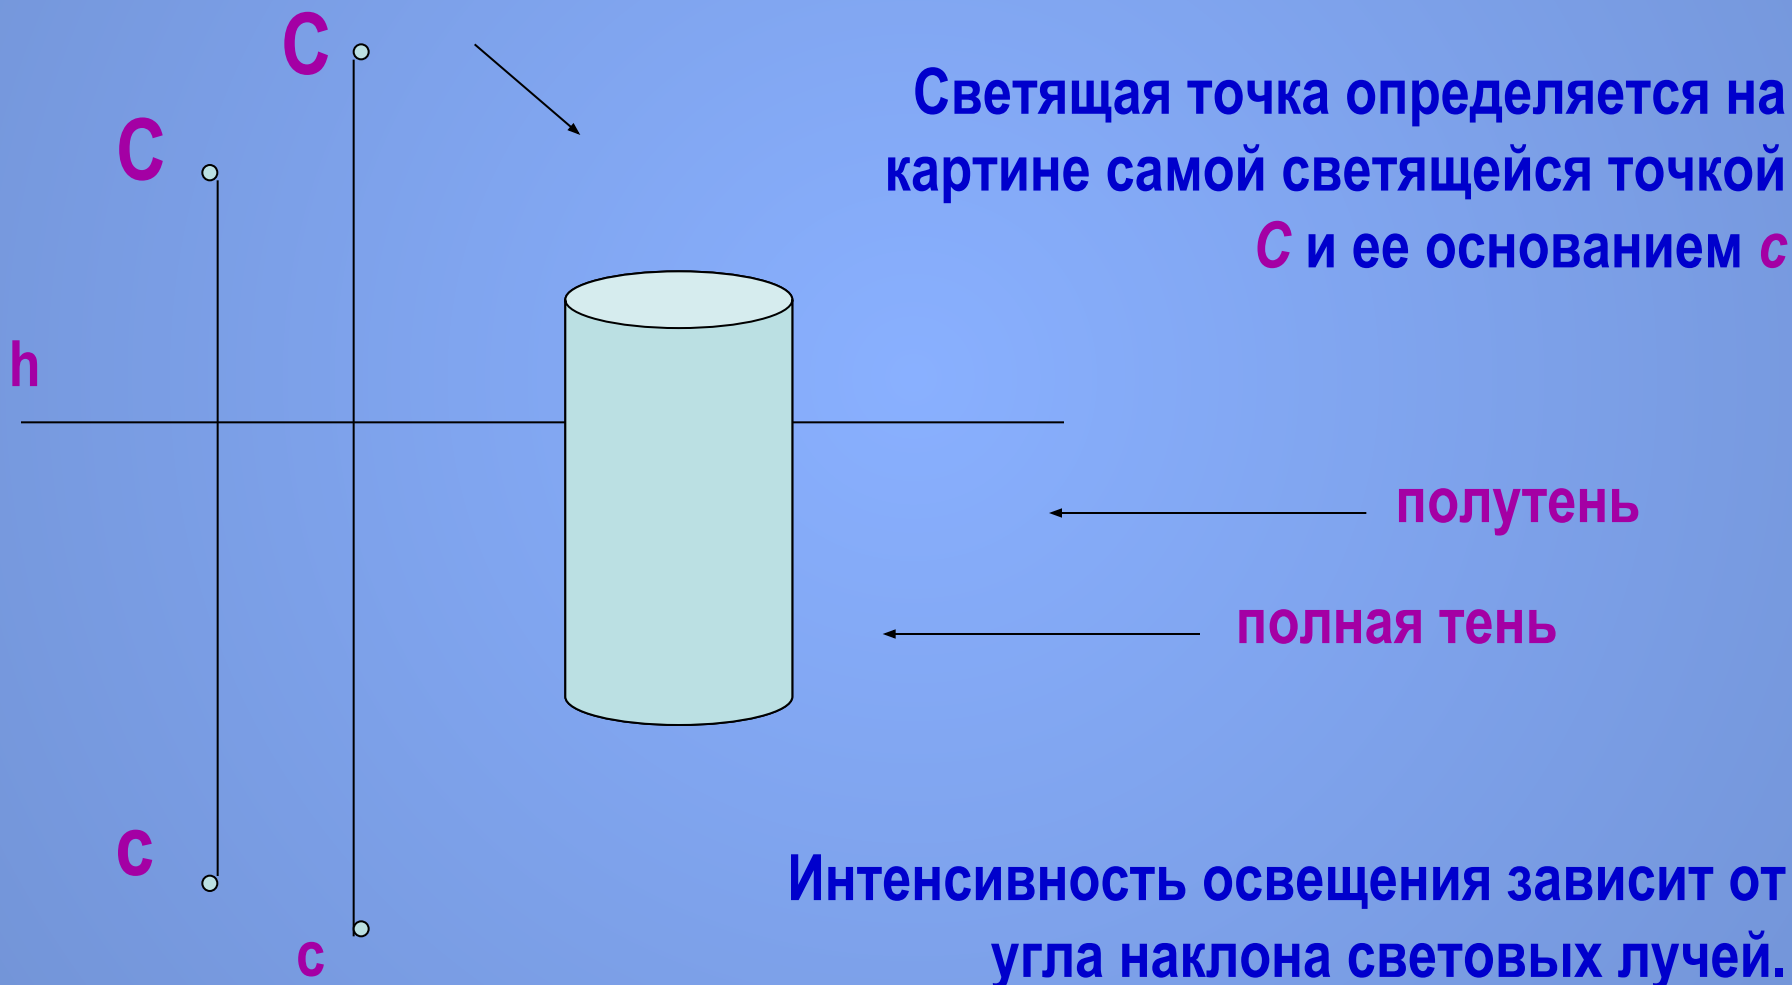 С
С
Светящая точка определяется на
картине самой светящейся точкой
С и ее основанием с
h
полутень
полная тень
с
Интенсивность освещения зависит от
с
угла наклона световых лучей.